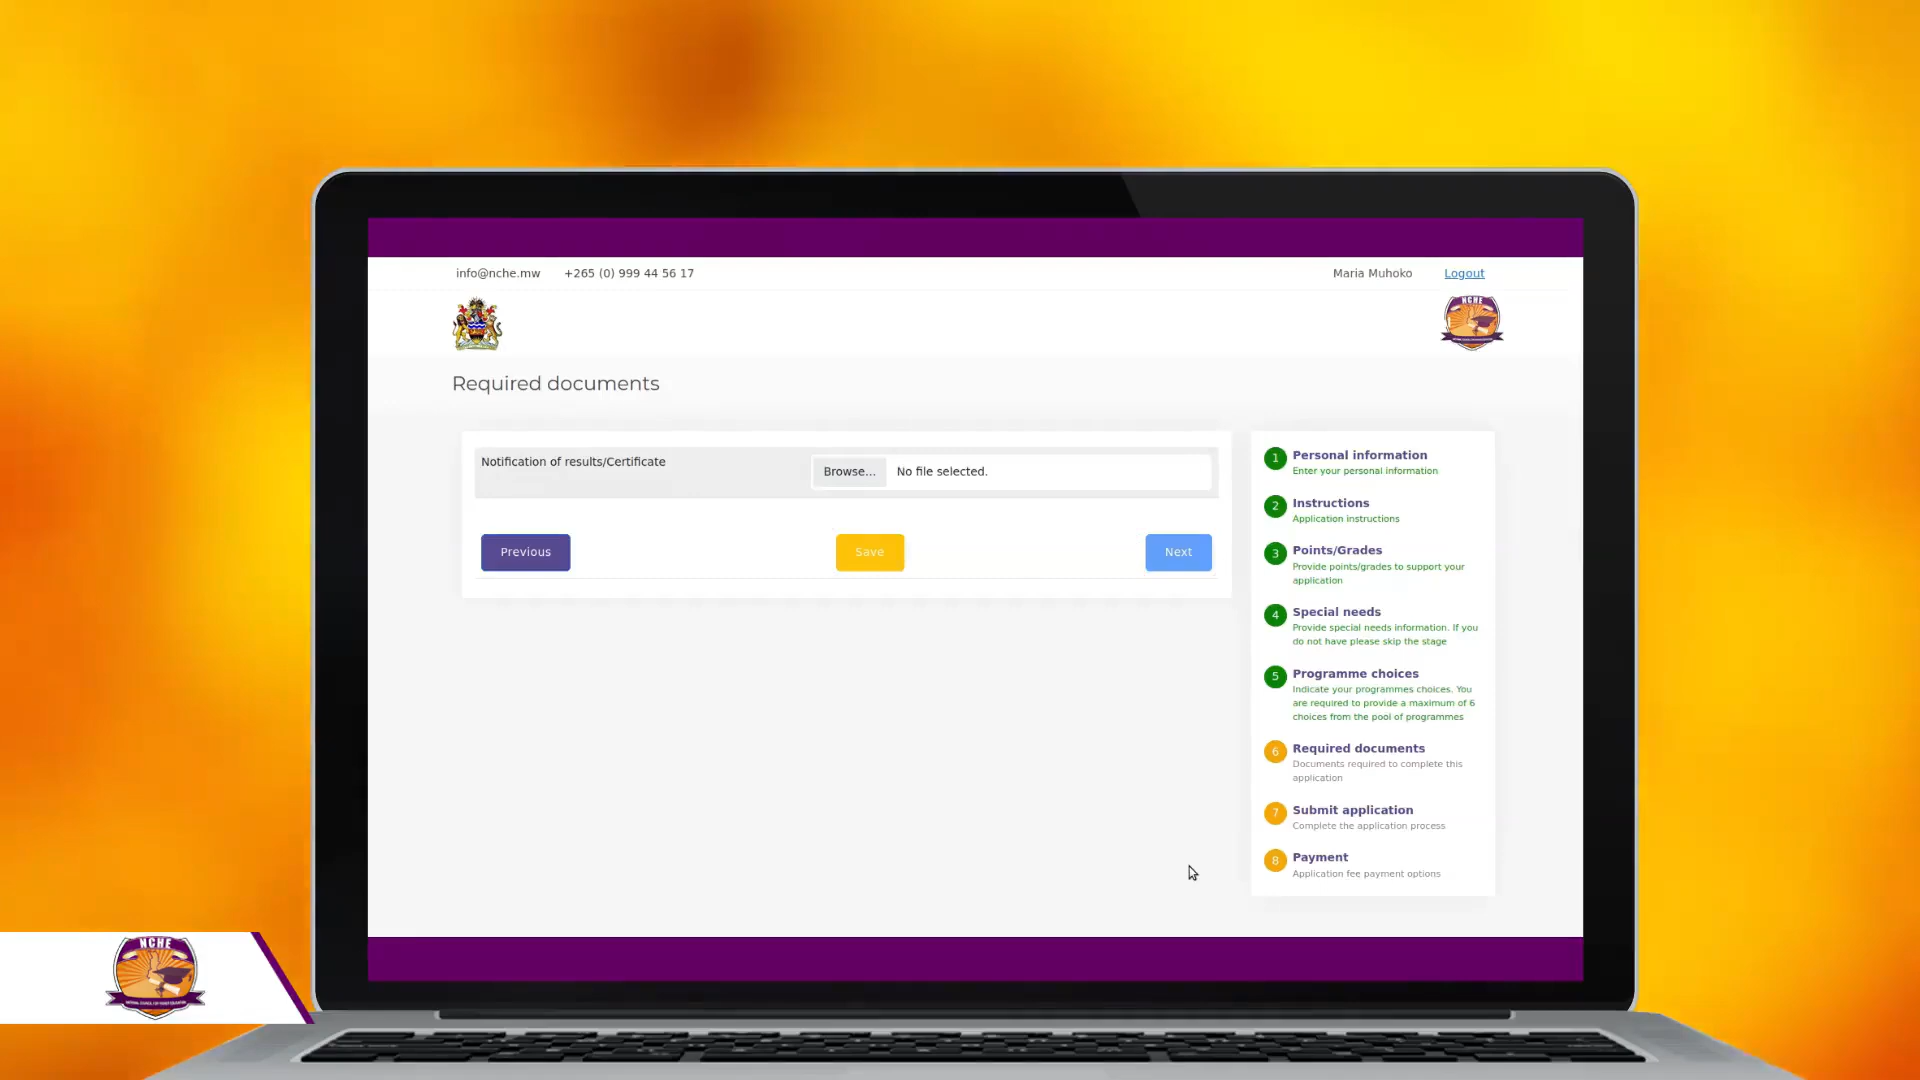 info@nche.mw +265 (0) 999 44 56 17 Maria Muhoko Logout
NCHE
Required documents
Notification of results/Certificate Browse... No file selected.
Previous Save Next
1 Personal information
Enter your personal information
2 Instructions
Application instructions
3 Points/Grades
Provide points/grades to support your
application
4 Special needs
Provide special needs information. If you
do not have please skip the stage
5 Programme choices
Indicate your programmes choices. You
are required to provide a maximum of 6
choices from the pool of programmes
6 Required documents
Documents required to complete this
application
7 Submit application
Complete the application process
8 Payment
Application fee payment options
NCHE
NATIONAL COUNCIL FOR HIGHER EDUCATION